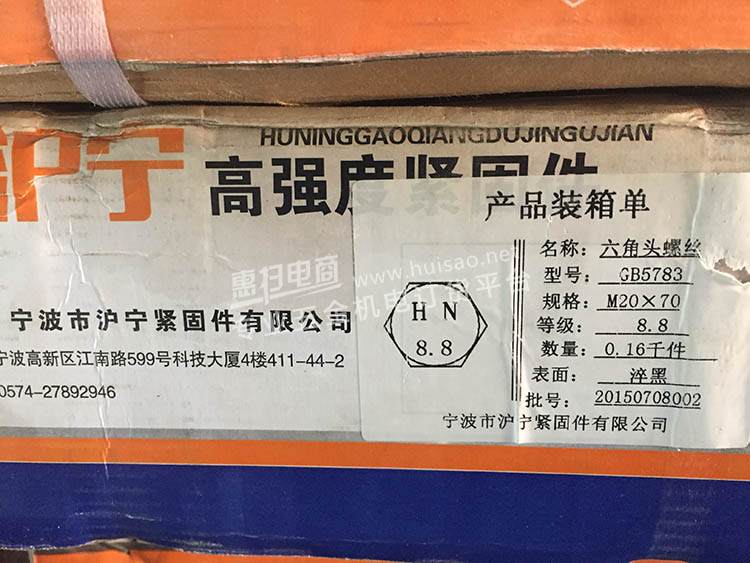 HUNINGGAOQIANGDUJINGUJIAN
沪宁
高强度紧固件
宁波市沪宁紧固件有限公司
宁波高新区江南路599号科技大厦4楼411-44-2
0574-27892946
产品装箱单
名称: 六角头螺丝
型号: GB5783
规格: M20×70
等级: 8.8
数量: 0.16千件
表面: 淬黑
批号: 20150708002
宁波市沪宁紧固件有限公司
H N
8.8
惠扫电商
www.huisao.net